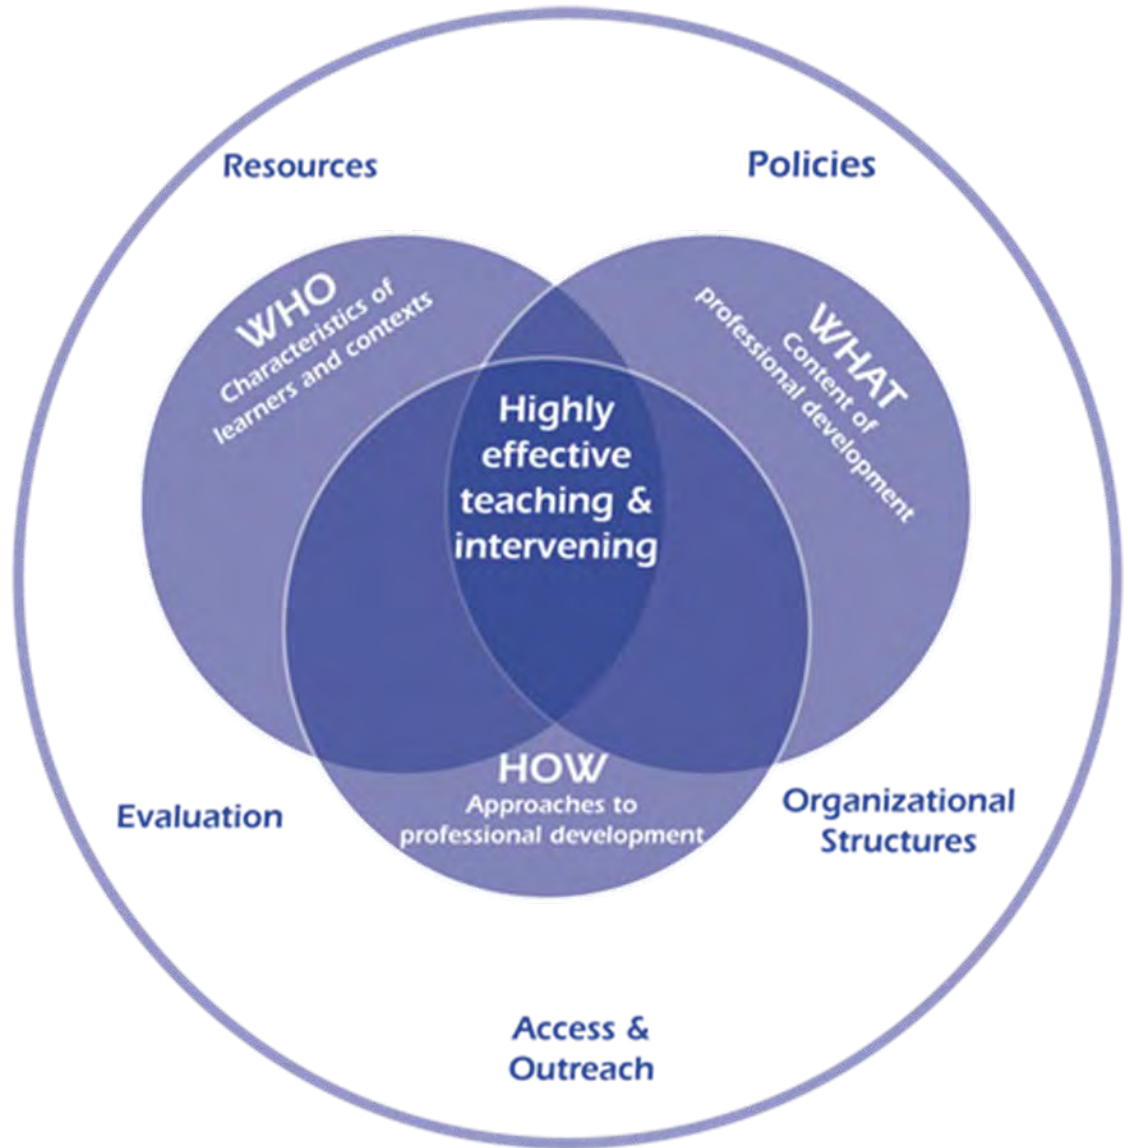 Resources
Policies
WHO
Characteristics of
learners and contexts
WHAT
Content of
professional development
Highly
effective
teaching &
intervening
HOW
Approaches to
professional development
Evaluation
Organizational
Structures
Access &
Outreach